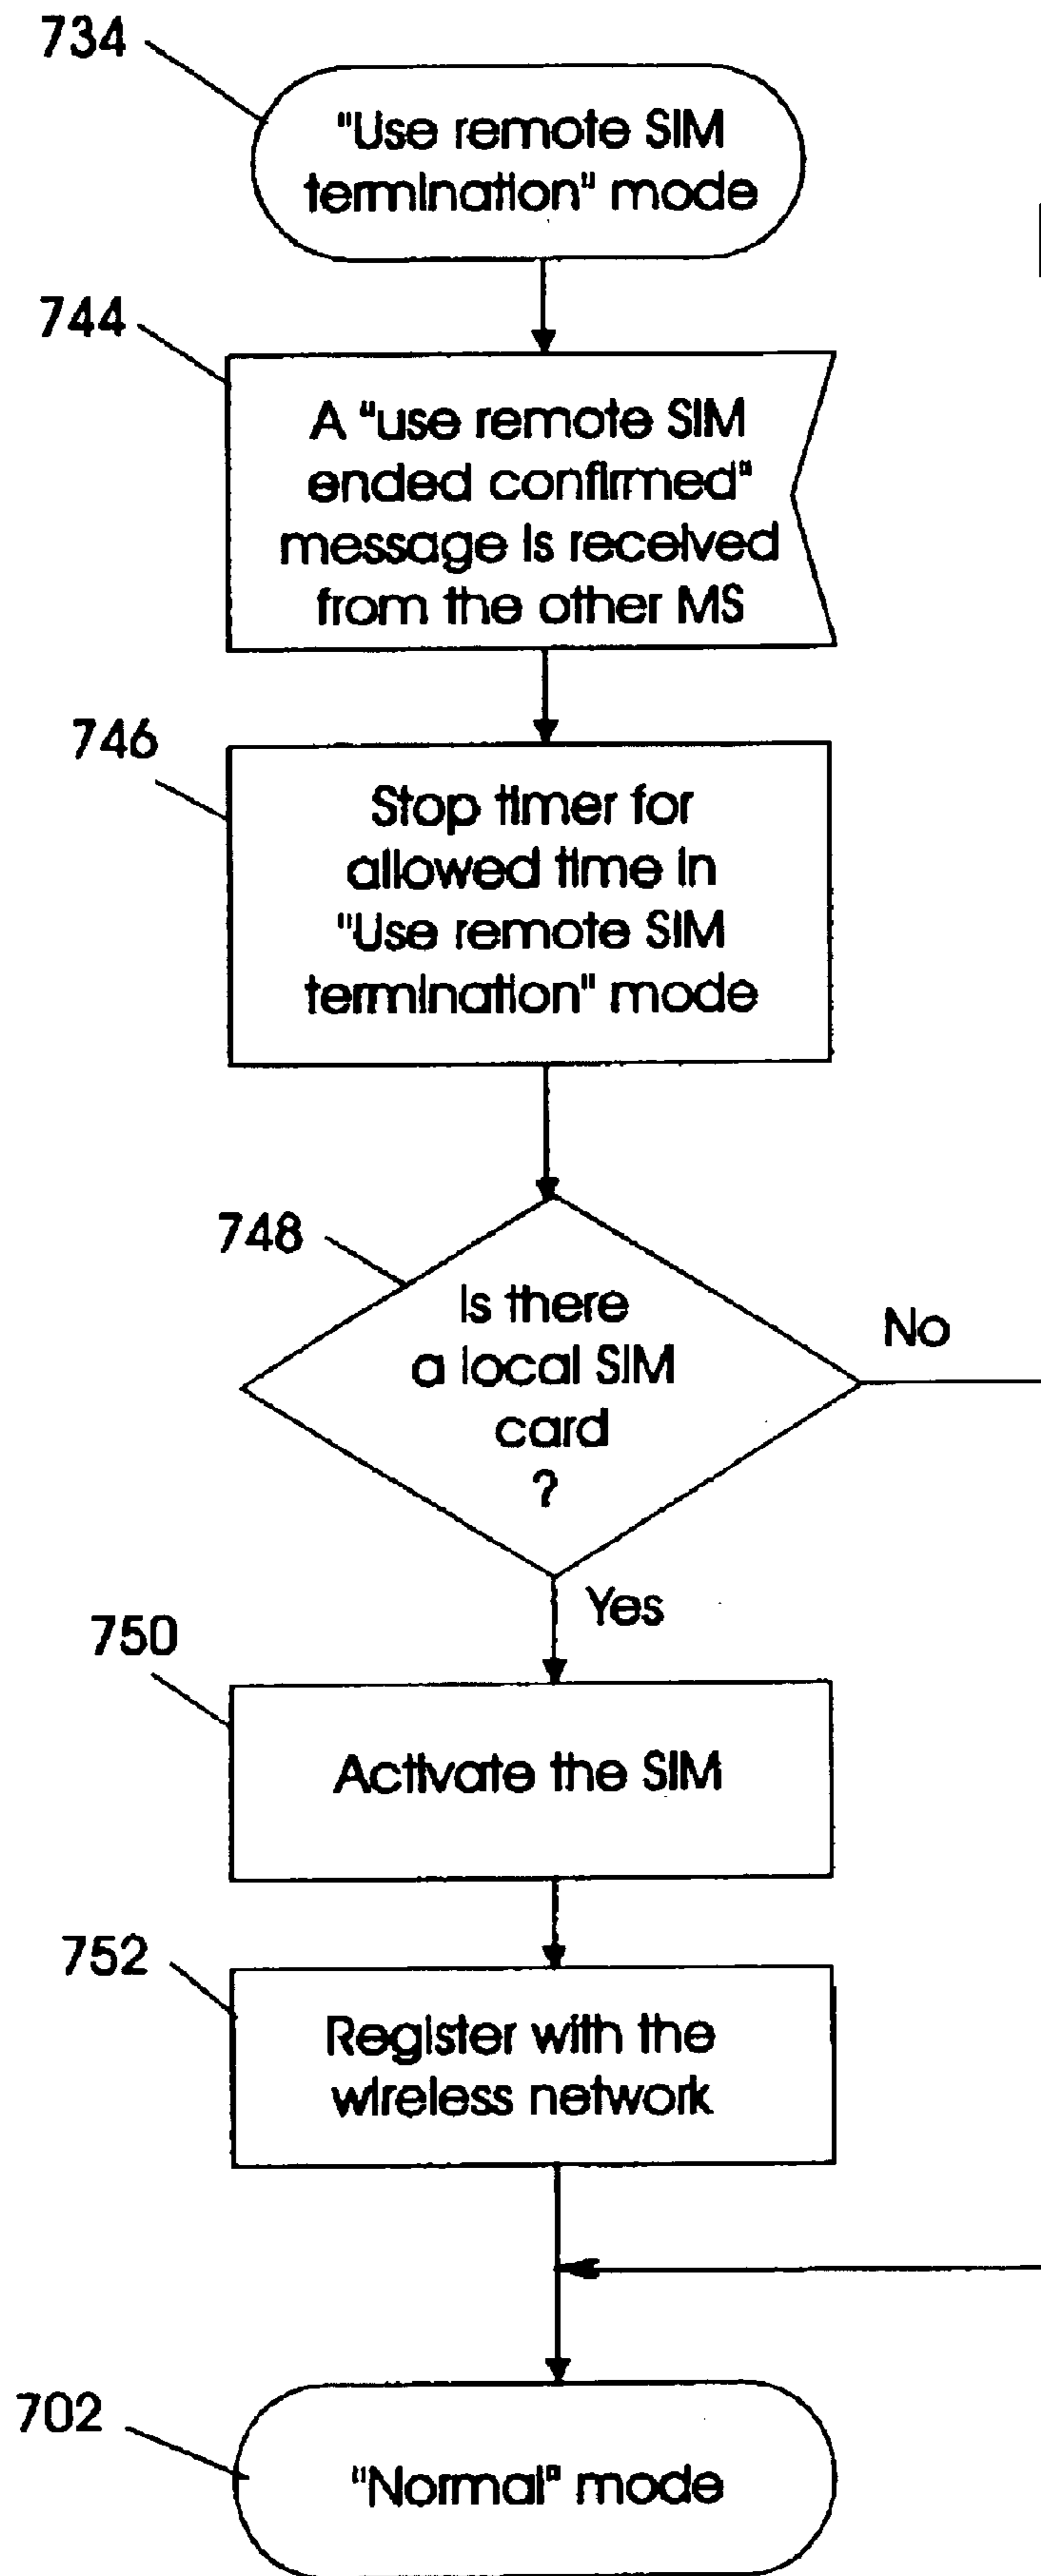 734
"Use remote SIM
termination" mode
744
A "use remote SIM
ended confirmed"
message is received
from the other MS
746
Stop timer for
allowed time in
"Use remote SIM
termination" mode
748
Is there
a local SIM
card
?
No
Yes
750
Activate the SIM
752
Register with the
wireless network
702
"Normal" mode